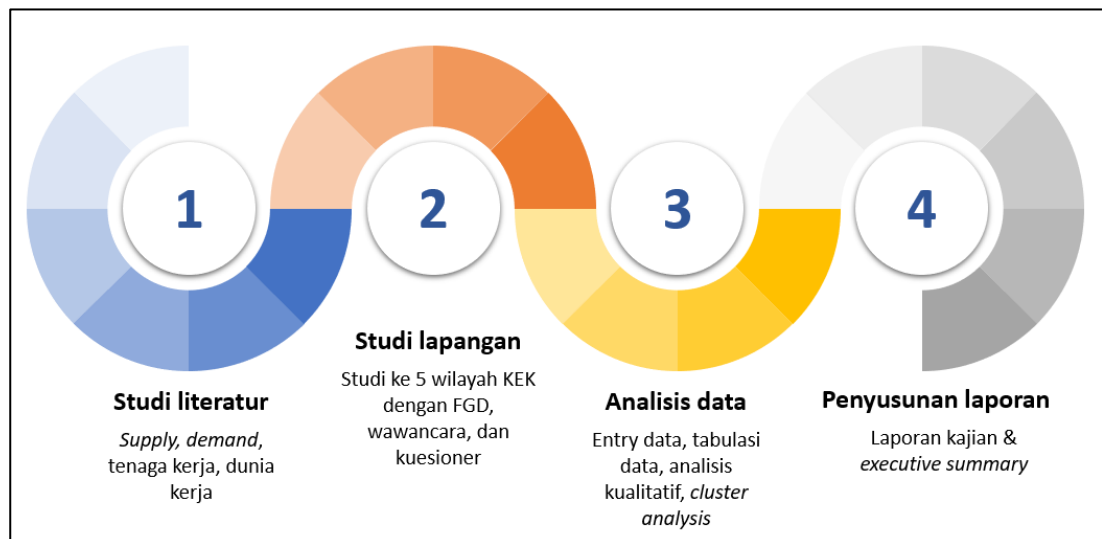 1
Studi literatur
Supply, demand,
tenaga kerja, dunia
kerja
2
Studi lapangan
Studi ke 5 wilayah KEK
dengan FGD,
wawancara, dan
kuesioner
3
Analisis data
Entry data, tabulasi
data, analisis
kualitatif, cluster
analysis
4
Penyusunan laporan
Laporan kajian &
executive summary